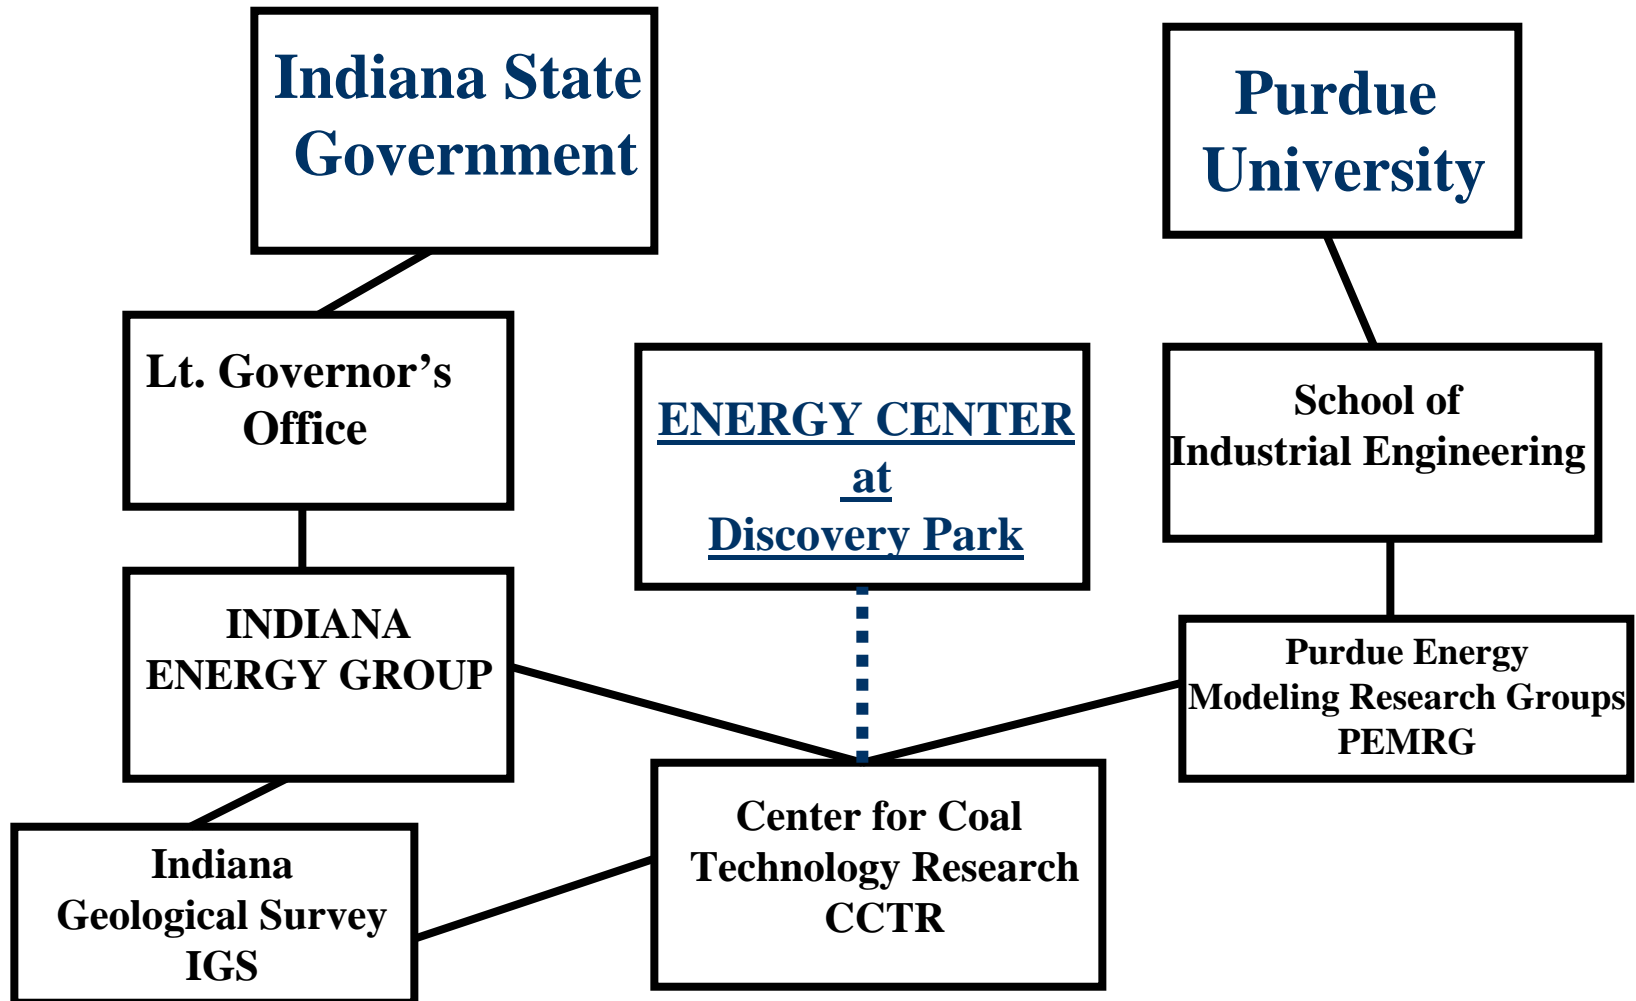 Indiana State
Government
Purdue
University
Lt. Governor’s
Office
ENERGY CENTER
at
Discovery Park
School of
Industrial Engineering
INDIANA
ENERGY GROUP
Purdue Energy
Modeling Research Groups
PEMRG
Indiana
Geological Survey
IGS
Center for Coal
Technology Research
CCTR